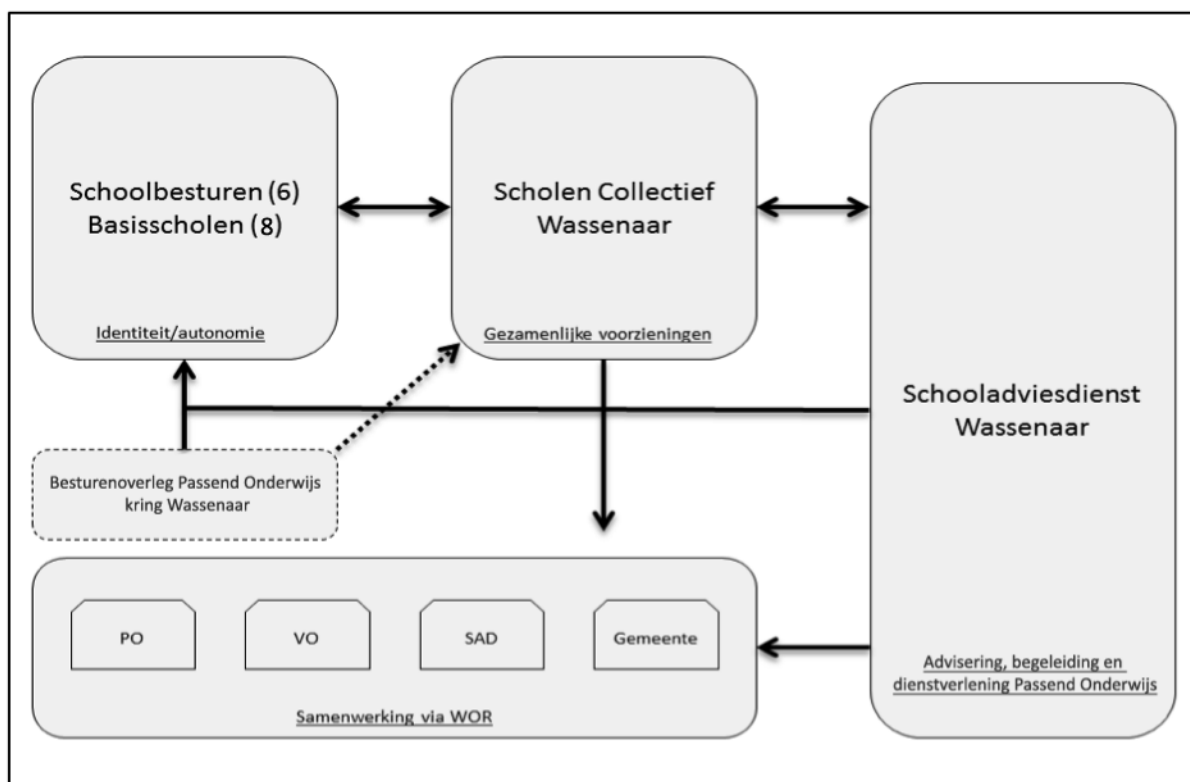 Schoolbesturen (6)
Basisscholen (8)
Identiteit/autonomie
Scholen Collectief
Wassenaar
Gezamenlijke voorzieningen
Schooladviesdienst
Wassenaar
Advisering, begeleiding en
dienstverlening Passend Onderwijs
Besturenoverleg Passend Onderwijs
kring Wassenaar
PO
VO
SAD
Gemeente
Samenwerking via WOR